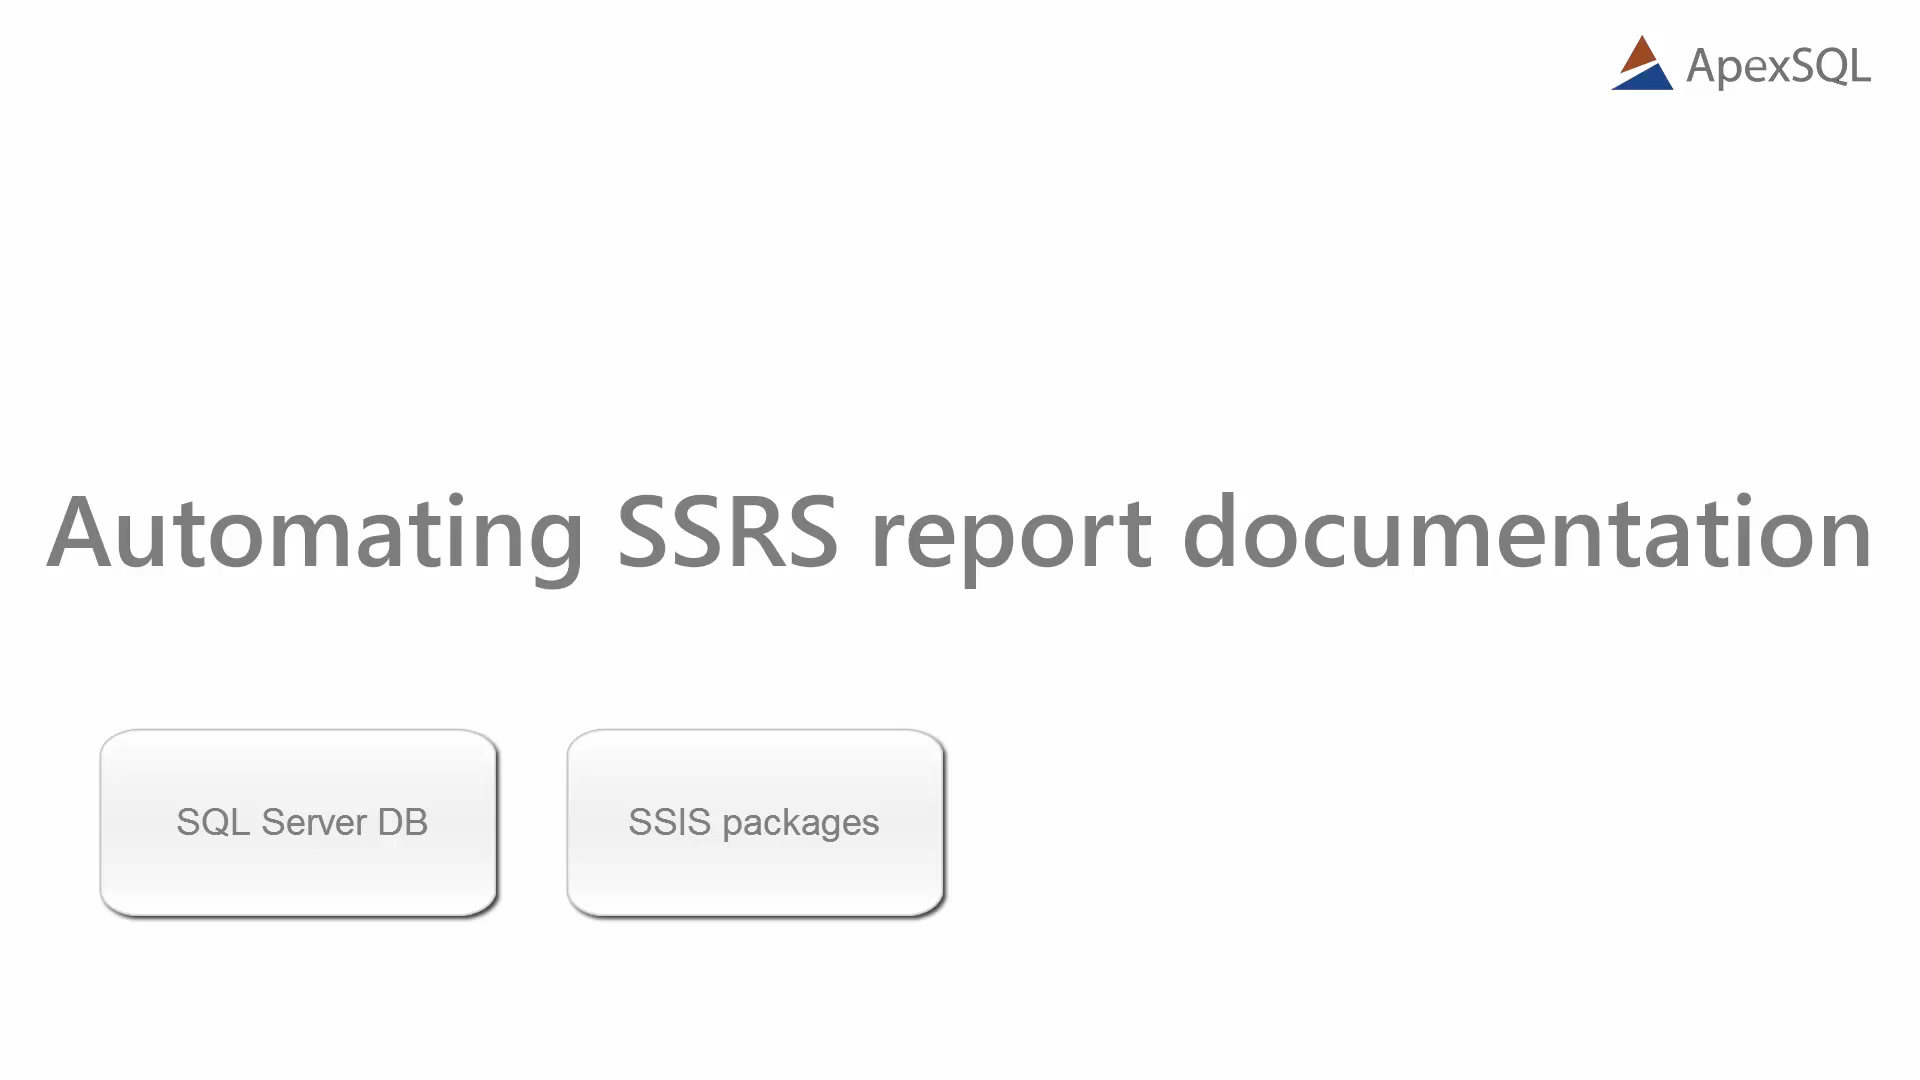 ApexSQL
Automating SSRS report documentation
SQL Server DB
SSIS packages